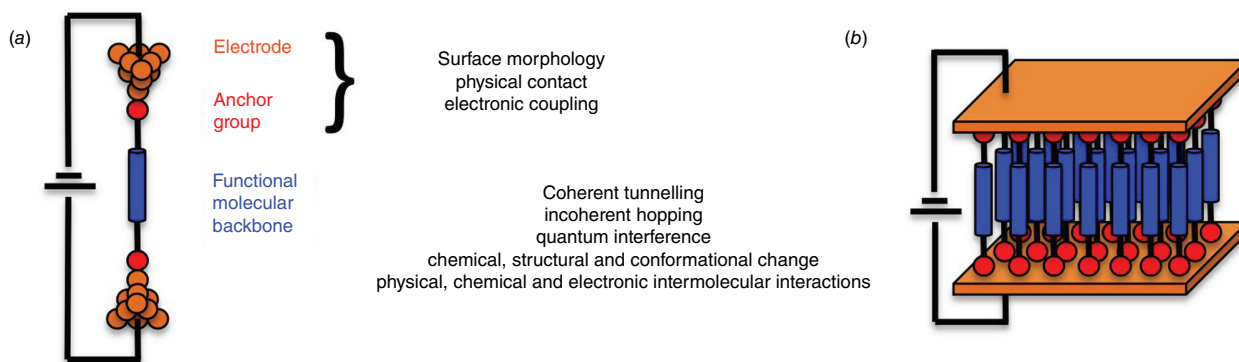 (a)
Electrode
Anchor
group
Functional
molecular
backbone
Surface morphology
physical contact
electronic coupling
Coherent tunnelling
incoherent hopping
quantum interference
chemical, structural and conformational change
physical, chemical and electronic intermolecular interactions
(b)